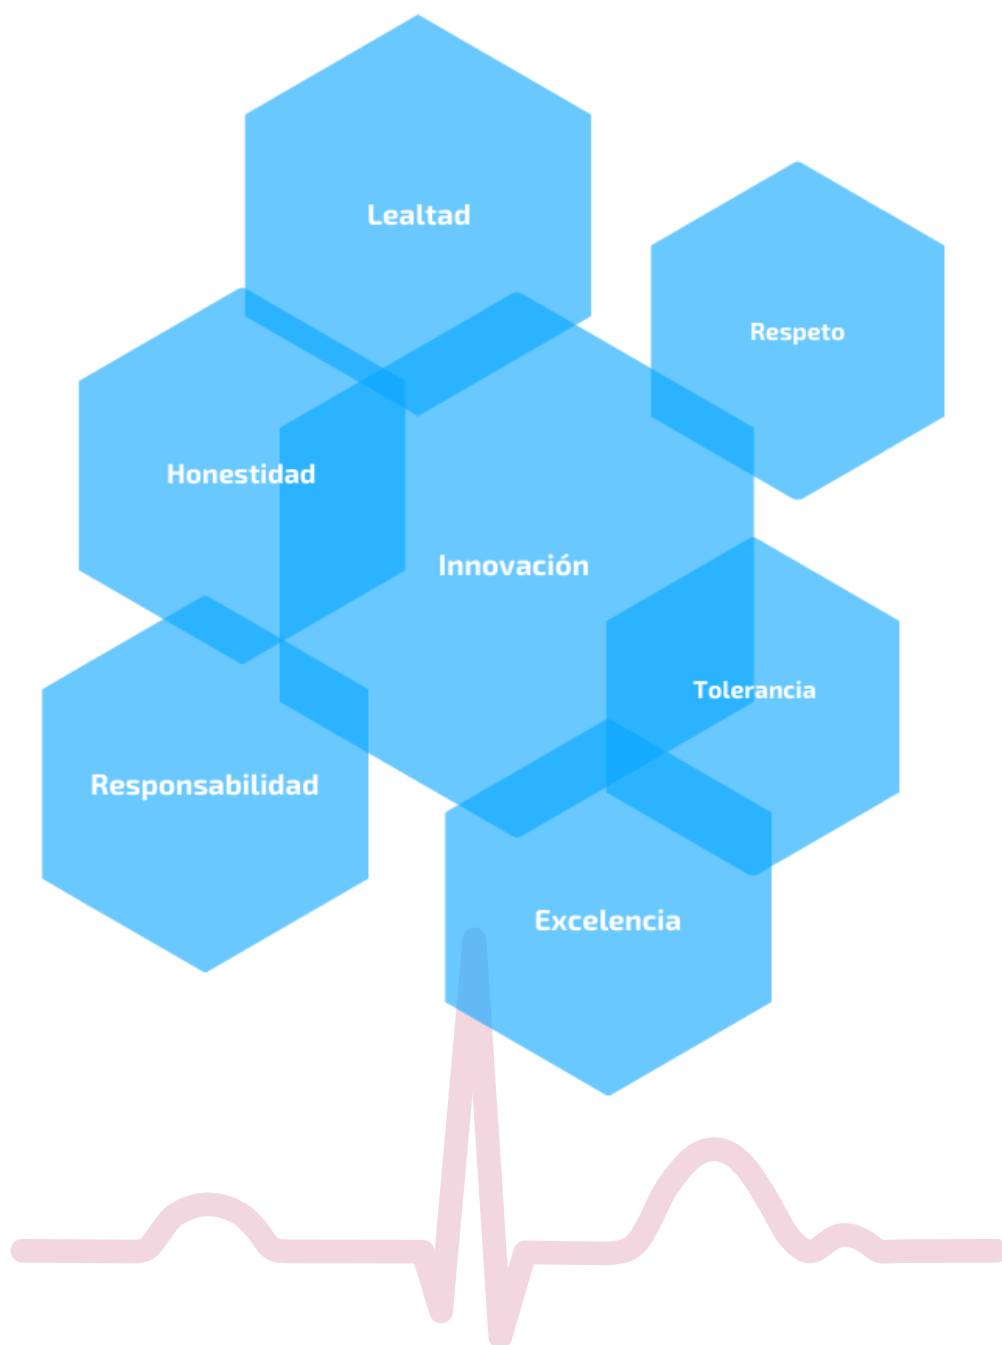 Lealtad
Respeto
Honestidad
Innovación
Tolerancia
Responsabilidad
Excelencia